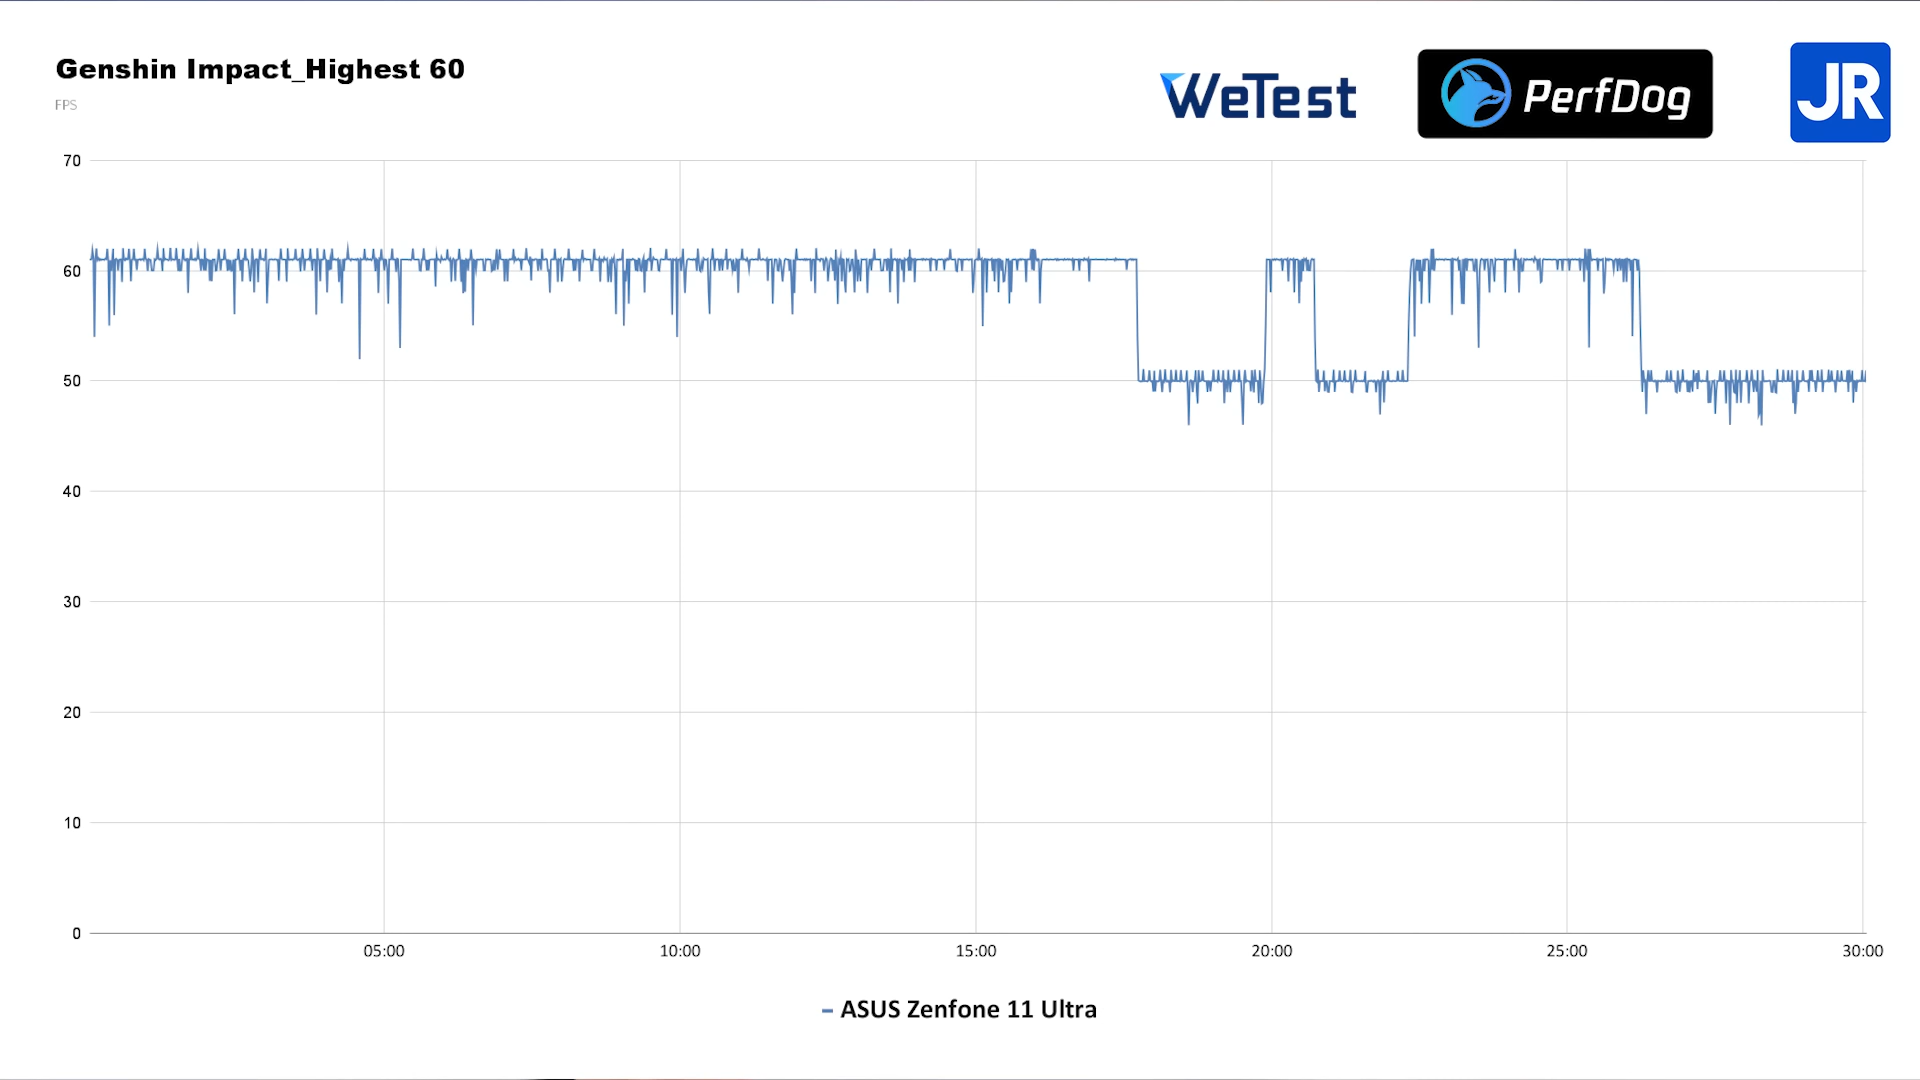 Genshin Impact_Highest 60
FPS
WeTest
PerfDog
JR
70
60
50
40
30
20
10
0
05:00
10:00
15:00
20:00
25:00
30:00
ASUS Zenfone 11 Ultra